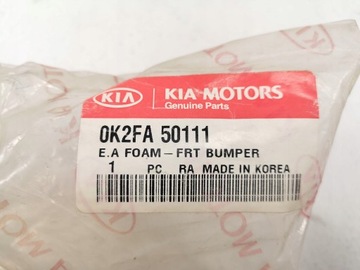 KIA
KIA MOTORS
Genuine Parts
0K2FA 50111
E.A FOAM - FRT BUMPER
1 PC RA MADE IN KOREA